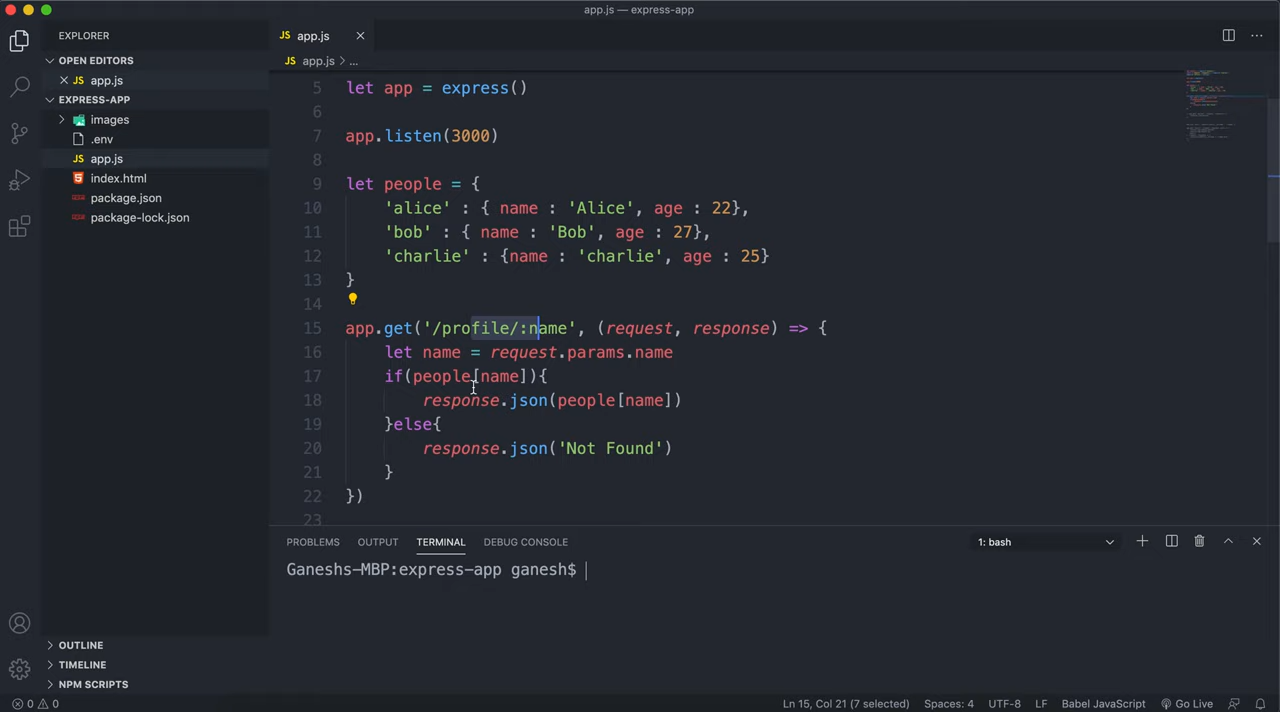 app.js — express-app
EXPLORER
OPEN EDITORS
JS app.js
EXPRESS-APP
images
.env
JS app.js
index.html
package.json
package-lock.json
OUTLINE
TIMELINE
NPM SCRIPTS
JS app.js
JS app.js > ...
5 let app = express()
6
7 app.listen(3000)
8
9 let people = {
10 'alice' : { name : 'Alice', age : 22},
11 'bob' : { name : 'Bob', age : 27},
12 'charlie' : {name : 'charlie', age : 25}
13 }
14
15 app.get('/profile/:name', (request, response) => {
16 let name = request.params.name
17 if(people[name]){
18 response.json(people[name])
19 }else{
20 response.json('Not Found')
21 }
22 })
23
PROBLEMS OUTPUT TERMINAL DEBUG CONSOLE 1: bash
Ganeshs-MBP:express-app ganesh$
0 0 Ln 15, Col 21 (7 selected) Spaces: 4 UTF-8 LF Babel JavaScript Go Live